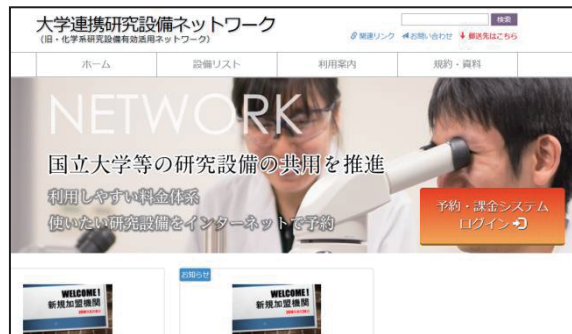 大学連携研究設備ネットワーク
（旧・化学系研究設備有効活用ネットワーク）
検索
関連リンク お問い合わせ 郵送先はこちら
ホーム 設備リスト 利用案内 規約・資料
NETWORK
国立大学等の研究設備の共用を推進
利用しやすい料金体系
使いたい研究設備をインターネットで予約
予約・課金システム
ログイン
お知らせ
WELCOME!
新規加盟機関
WELCOME!
新規加盟機関